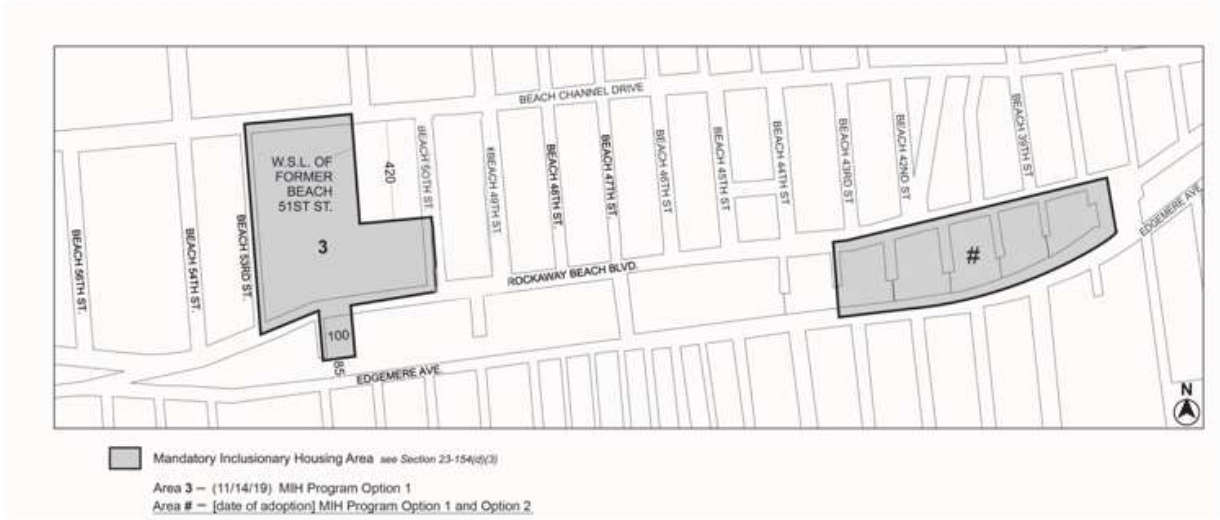 BEACH CHANNEL DRIVE
W.S.L. OF
FORMER
BEACH
51ST ST.
420
BEACH 50TH ST
BEACH 49TH ST
BEACH 48TH ST.
BEACH 47TH ST.
BEACH 46TH ST
BEACH 45TH ST
BEACH 44TH ST
BEACH 43RD ST
BEACH 42ND ST
BEACH 39TH ST
EDGEMERE AVE
BEACH 56TH ST.
BEACH 54TH ST.
BEACH 53RD ST.
3
#
ROCKAWAY BEACH BLVD.
100
85
EDGEMERE AVE
N
Mandatory Inclusionary Housing Area see Section 23-154(d)(3)
Area 3 — (11/14/19) MIH Program Option 1
Area # — [date of adoption] MIH Program Option 1 and Option 2